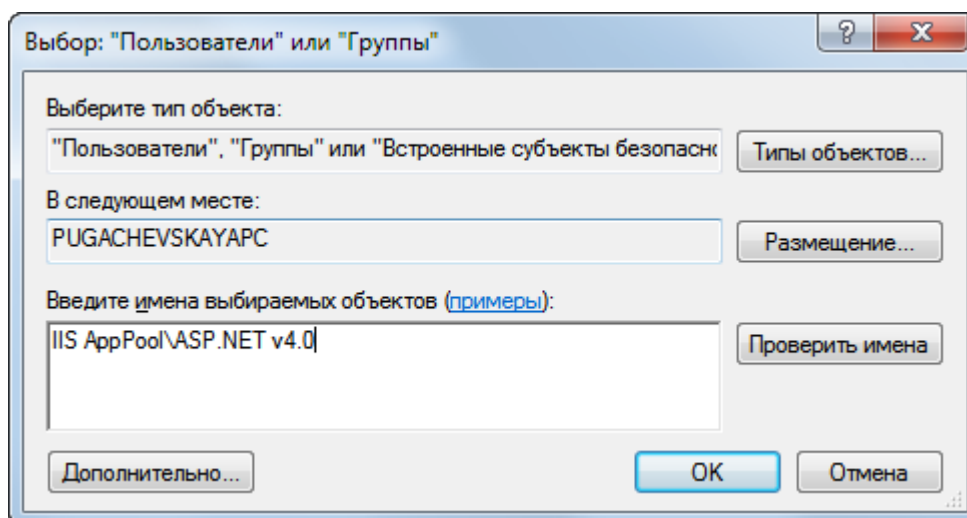 Выбор: "Пользователи" или "Группы"
Выберите тип объекта:
"Пользователи", "Группы" или "Встроенные субъекты безопасно
Типы объектов...
В следующем месте:
PUGACHEVSKAYAPC
Размещение...
Введите имена выбираемых объектов (примеры):
IIS AppPool\ASP.NET v4.0
Проверить имена
Дополнительно...
OK
Отмена